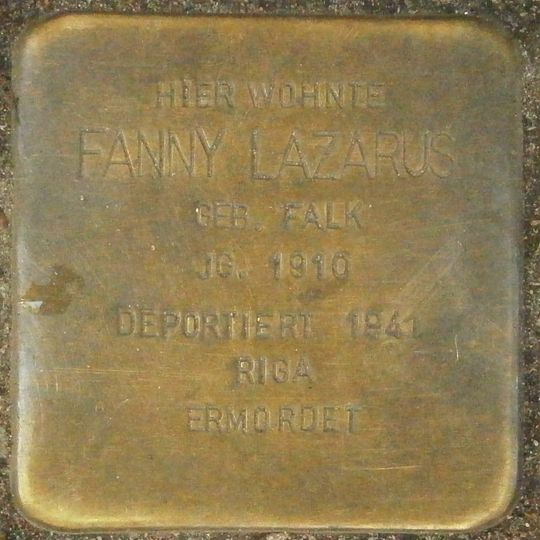 HIER WOHNTE
FANNY LAZARUS
GEB. FALK
JG. 1910
DEPORTIERT 1941
RIGA
ERMORDET